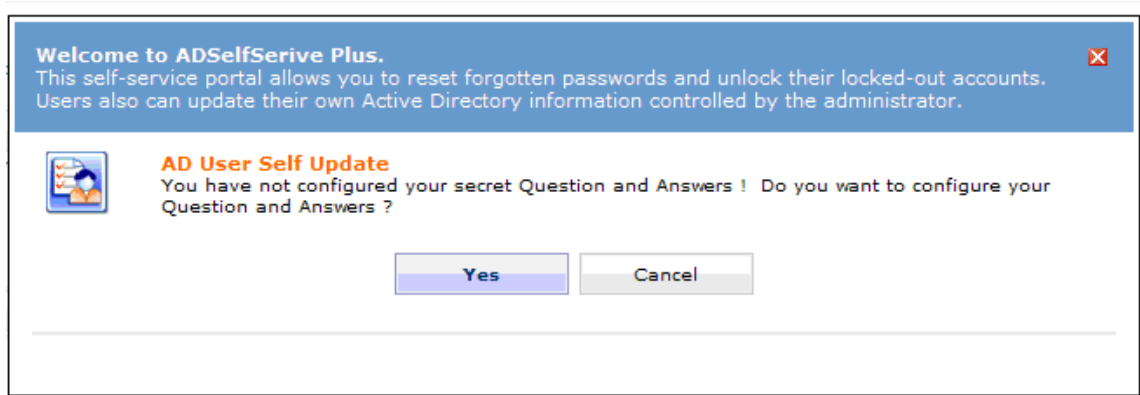 Welcome to ADSelfSerive Plus.
This self-service portal allows you to reset forgotten passwords and unlock their locked-out accounts.
Users also can update their own Active Directory information controlled by the administrator.
AD User Self Update
You have not configured your secret Question and Answers ! Do you want to configure your
Question and Answers ?
Yes
Cancel